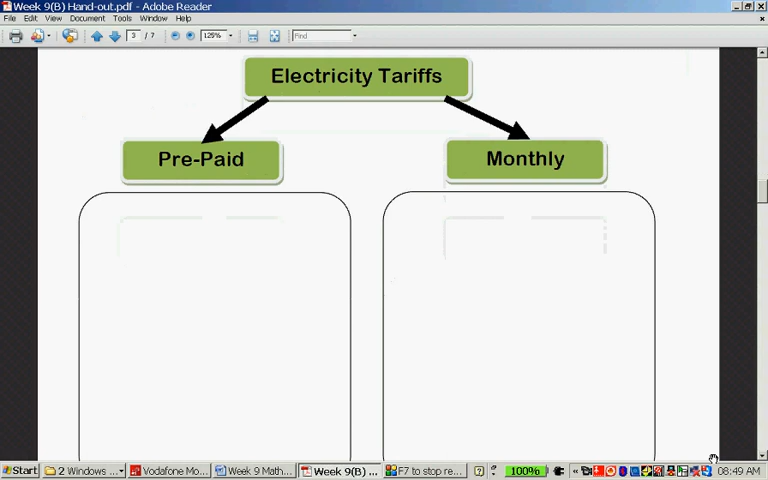 Week 9(B) Hand-out.pdf - Adobe Reader
File Edit View Document Tools Window Help
3 / 7 125% Find
Electricity Tariffs
Pre-Paid Monthly
Start 2 Windows ... Vodafone Mo... Week 9 Math... Week 9(B) ... F7 to stop re... 100% 08:49 AM